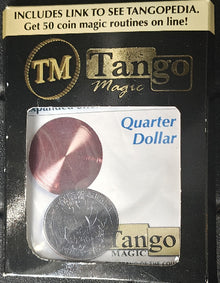 INCLUDES LINK TO SEE TANGOPEDIA.
Get 50 coin magic routines on line!
TM Tango
Magic
Quarter
Dollar
Tango
MAGIC